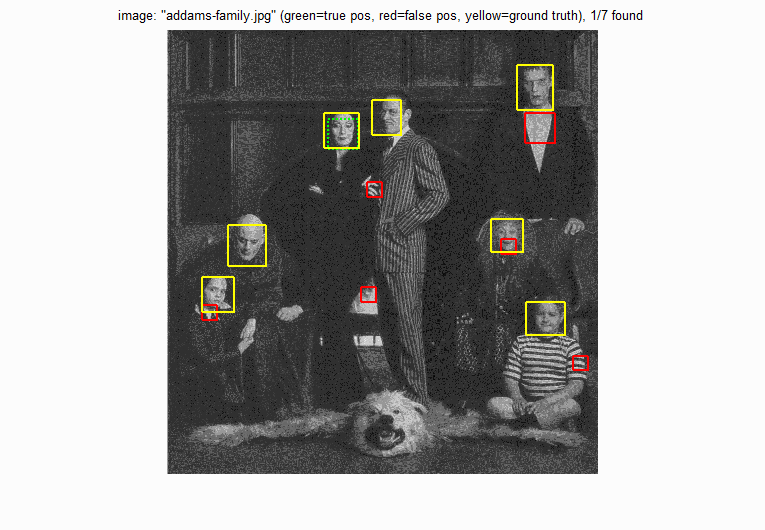 image: "addams-family.jpg" (green=true pos, red=false pos, yellow=ground truth), 1/7 found